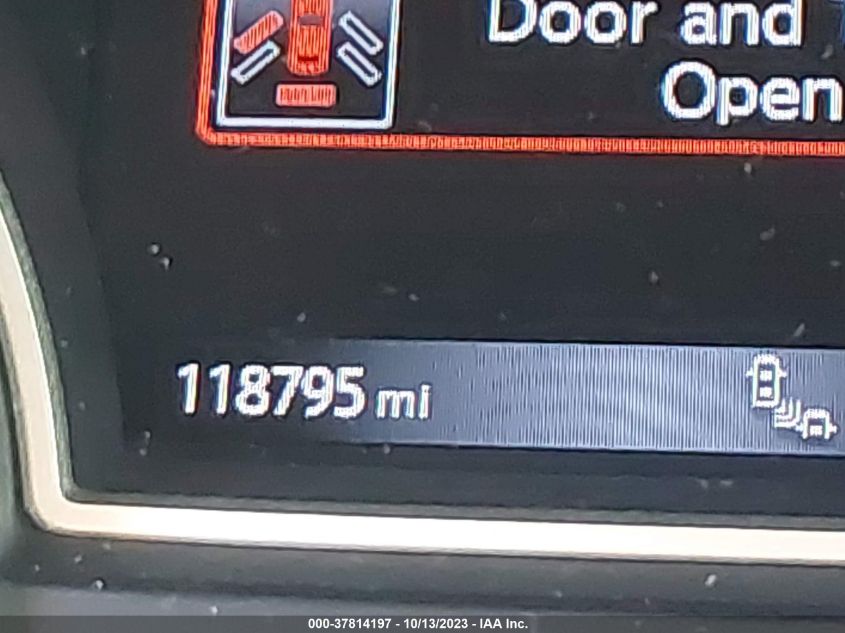 Door and
Open
118795 mi
000-37814197 - 10/13/2023 - IAA Inc.